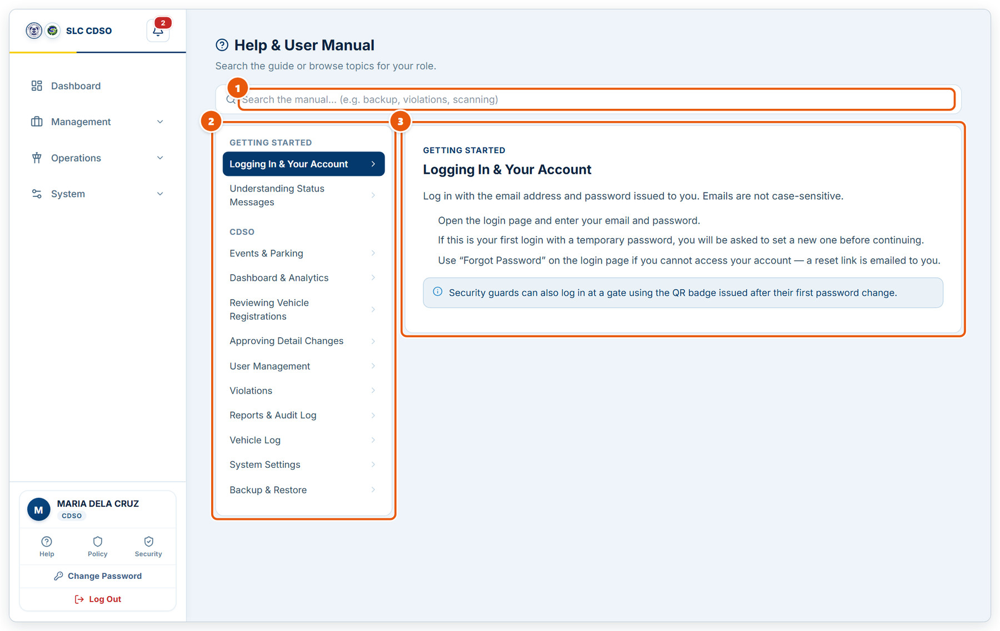 SLC CDSO
2
Dashboard
Management
Operations
System
MARIA DELA CRUZ
M
CDSO
Help
Policy
Security
Change Password
Log Out
Help & User Manual
Search the guide or browse topics for your role.
1
Search the manual... (e.g. backup, violations, scanning)
2
GETTING STARTED
Logging In & Your Account
Understanding Status
Messages
CDSO
Events & Parking
Dashboard & Analytics
Reviewing Vehicle
Registrations
Approving Detail Changes
User Management
Violations
Reports & Audit Log
Vehicle Log
System Settings
Backup & Restore
3
GETTING STARTED
Logging In & Your Account
Log in with the email address and password issued to you. Emails are not case-sensitive.
Open the login page and enter your email and password.
If this is your first login with a temporary password, you will be asked to set a new one before continuing.
Use “Forgot Password” on the login page if you cannot access your account — a reset link is emailed to you.
Security guards can also log in at a gate using the QR badge issued after their first password change.